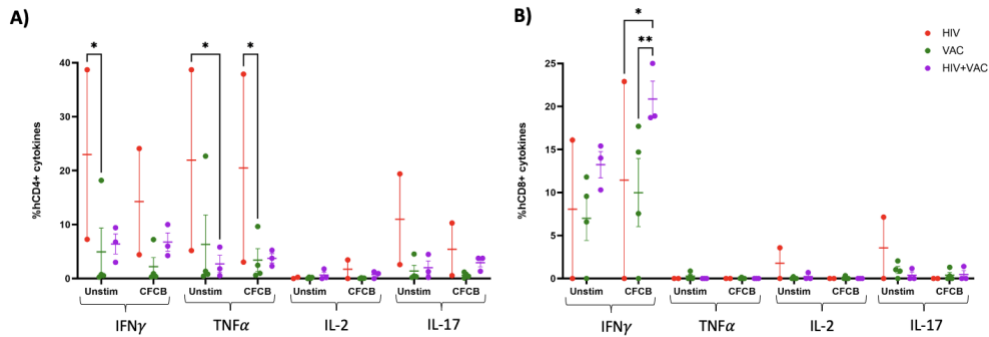 A)
B)
* * *
*
**
HIV
VAC
HIV+VAC
%hCD4+ cytokines
40
30
20
10
0
Unstim CFCB Unstim CFCB Unstim CFCB Unstim CFCB
IFNγ TNFα IL-2 IL-17
%hCD8+ cytokines
25
20
15
10
5
0
Unstim CFCB Unstim CFCB Unstim CFCB Unstim CFCB
IFNγ TNFα IL-2 IL-17